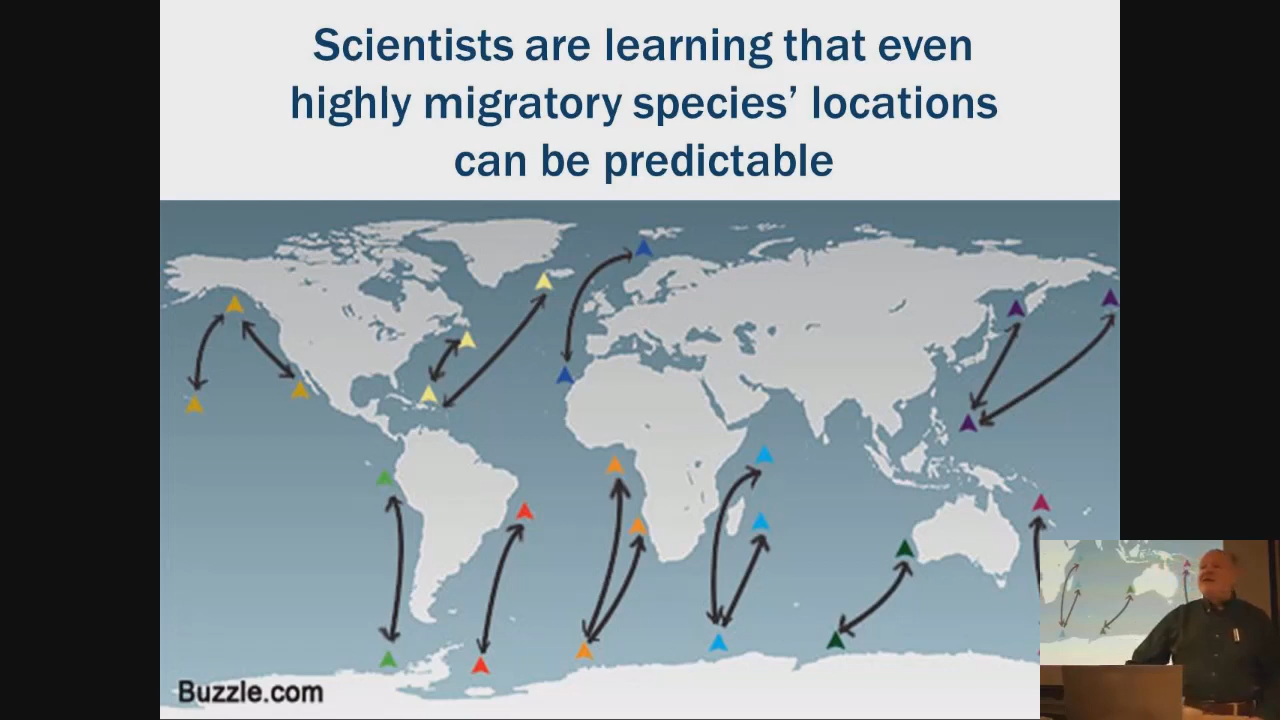 Scientists are learning that even
highly migratory species’ locations
can be predictable
Buzzle.com